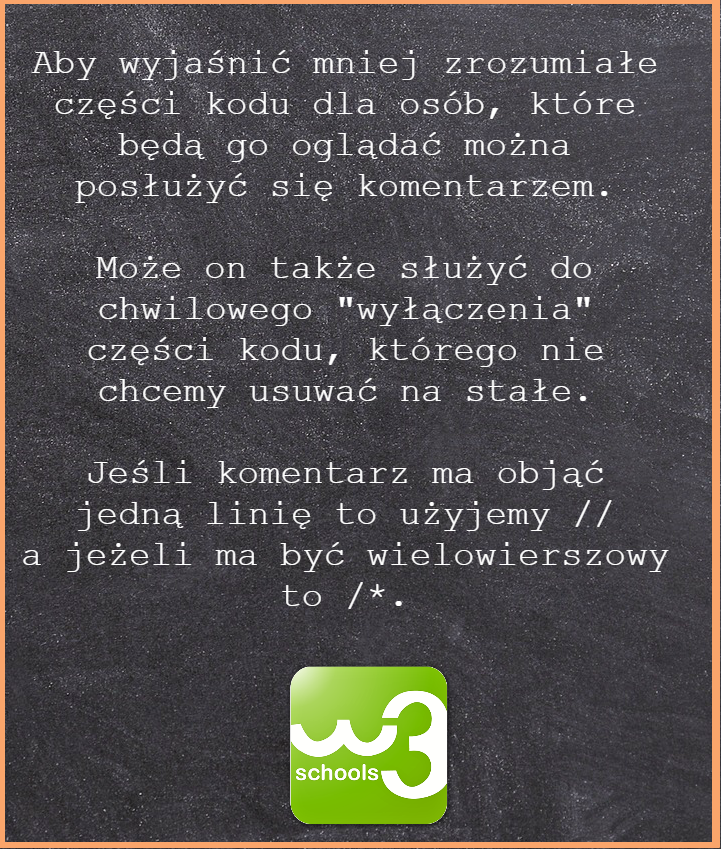 Aby wyjaśnić mniej zrozumiałe
części kodu dla osób, które
będą go oglądać można
posłużyć się komentarzem.
Może on także służyć do
chwilowego "wyłączenia"
części kodu, którego nie
chcemy usuwać na stałe.
Jeśli komentarz ma objąć
jedną linię to użyjemy //
a jeżeli ma być wielowierszowy
to /*.
w3
schools